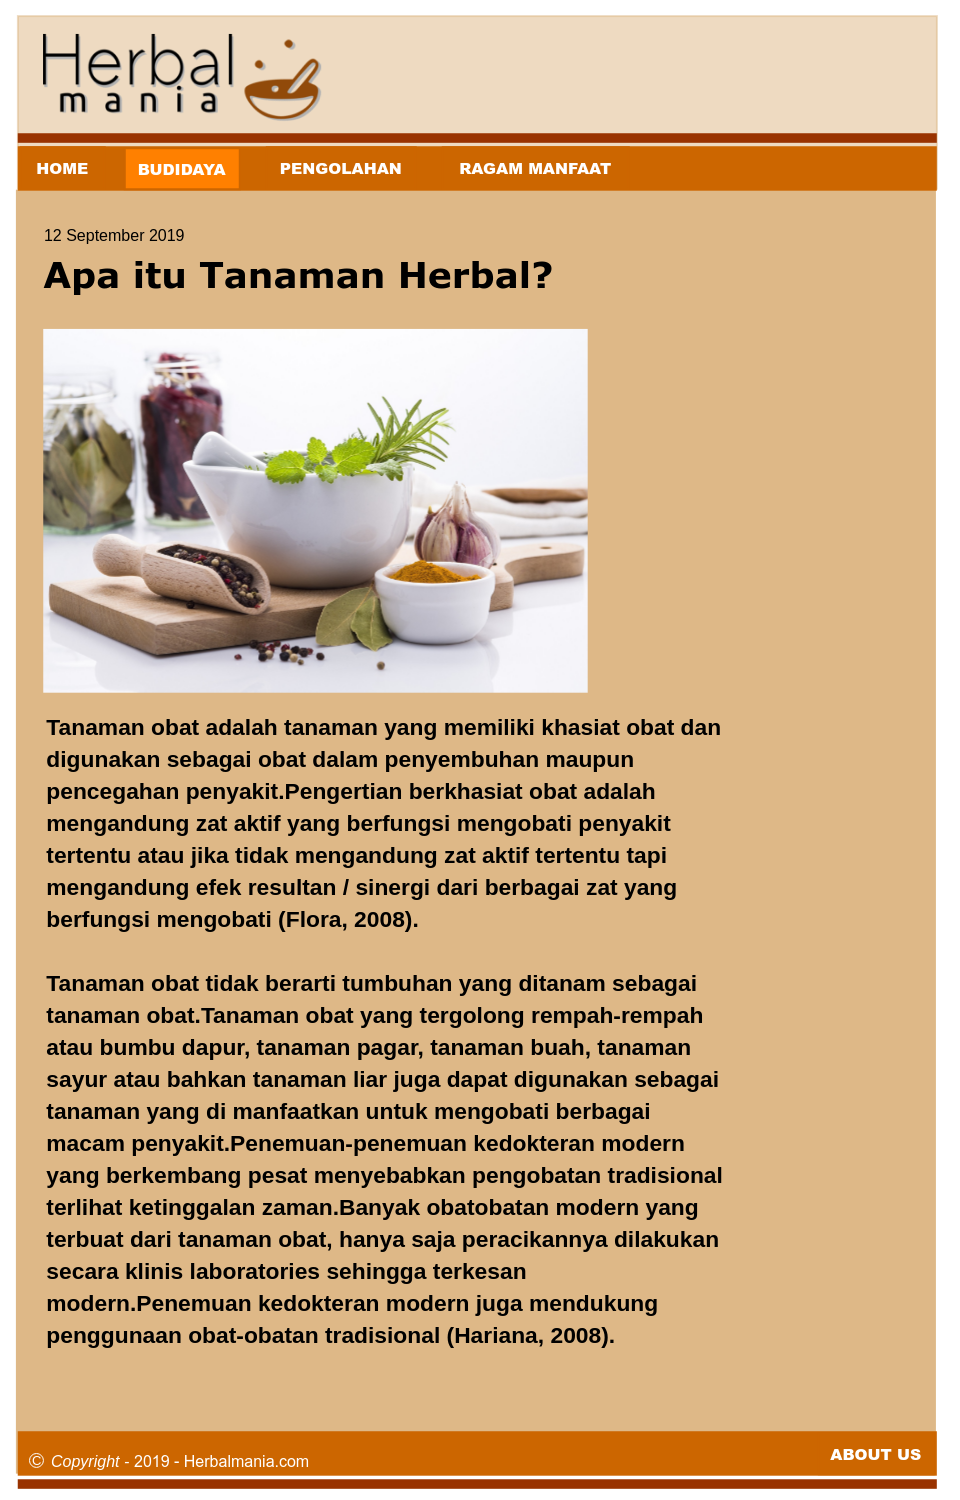 Herbal
mania
HOME BUDIDAYA PENGOLAHAN RAGAM MANFAAT
12 September 2019
Apa itu Tanaman Herbal?
Tanaman obat adalah tanaman yang memiliki khasiat obat dan
digunakan sebagai obat dalam penyembuhan maupun
pencegahan penyakit.Pengertian berkhasiat obat adalah
mengandung zat aktif yang berfungsi mengobati penyakit
tertentu atau jika tidak mengandung zat aktif tertentu tapi
mengandung efek resultan / sinergi dari berbagai zat yang
berfungsi mengobati (Flora, 2008).
Tanaman obat tidak berarti tumbuhan yang ditanam sebagai
tanaman obat.Tanaman obat yang tergolong rempah-rempah
atau bumbu dapur, tanaman pagar, tanaman buah, tanaman
sayur atau bahkan tanaman liar juga dapat digunakan sebagai
tanaman yang di manfaatkan untuk mengobati berbagai
macam penyakit.Penemuan-penemuan kedokteran modern
yang berkembang pesat menyebabkan pengobatan tradisional
terlihat ketinggalan zaman.Banyak obatobatan modern yang
terbuat dari tanaman obat, hanya saja peracikannya dilakukan
secara klinis laboratories sehingga terkesan
modern.Penemuan kedokteran modern juga mendukung
penggunaan obat-obatan tradisional (Hariana, 2008).
© Copyright - 2019 - Herbalmania.com
ABOUT US